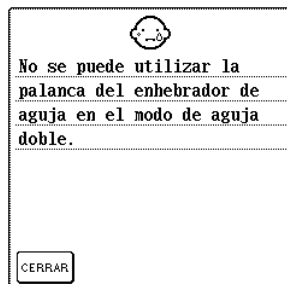 No se puede utilizar la
palanca del enhebrador de
aguja en el modo de aguja
doble.
CERRAR